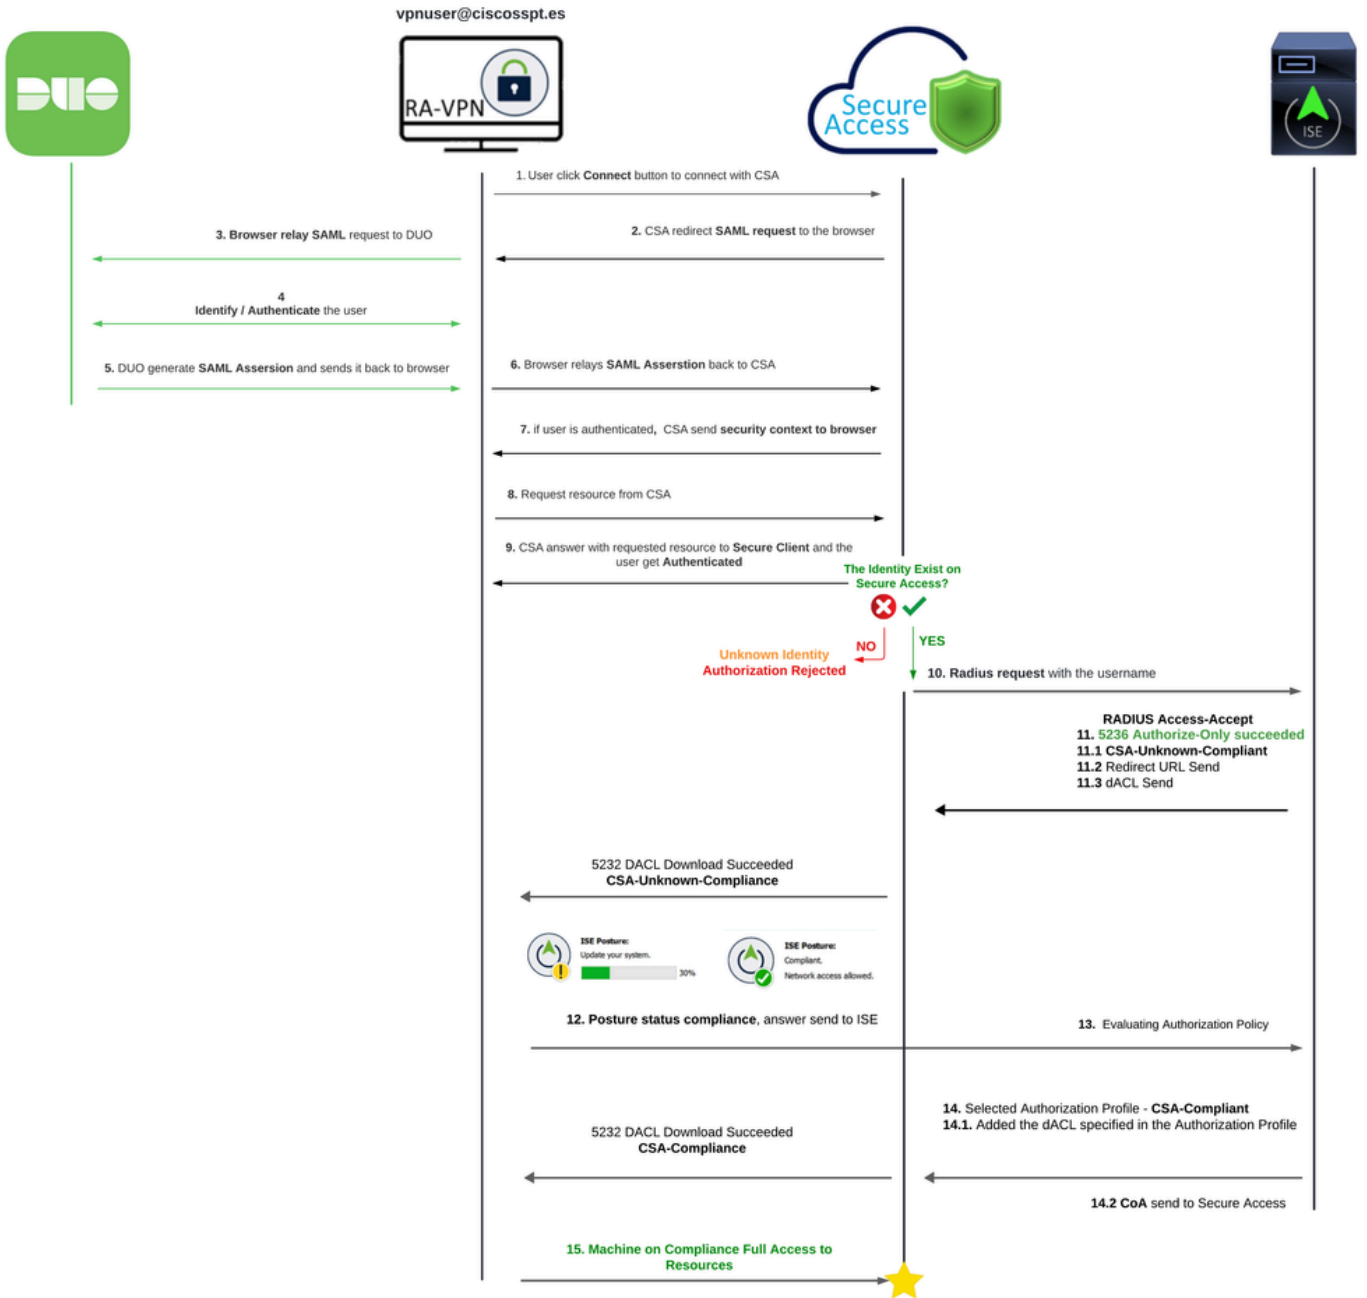 vpnuser@ciscosspt.es
DUO
RA-VPN
Secure
Access
ISE
1. User click Connect button to connect with CSA
3. Browser relay SAML request to DUO
2. CSA redirect SAML request to the browser
4
Identify / Authenticate the user
5. DUO generate SAML Assersion and sends it back to browser
6. Browser relays SAML Asserstion back to CSA
7. if user is authenticated, CSA send security context to browser
8. Request resource from CSA
9. CSA answer with requested resource to Secure Client and the
user get Authenticated
The Identity Exist on
Secure Access?
NO
YES
Unknown Identity
Authorization Rejected
10. Radius request with the username
RADIUS Access-Accept
11. 5236 Authorize-Only succeeded
11.1 CSA-Unknown-Compliant
11.2 Redirect URL Send
11.3 dACL Send
5232 DACL Download Succeeded
CSA-Unknown-Compliance
ISE Posture:
Update your system.
30%
ISE Posture:
Compliant.
Network access allowed.
12. Posture status compliance, answer send to ISE
13. Evaluating Authorization Policy
14. Selected Authorization Profile - CSA-Compliant
14.1. Added the dACL specified in the Authorization Profile
5232 DACL Download Succeeded
CSA-Compliance
14.2 CoA send to Secure Access
15. Machine on Compliance Full Access to
Resources